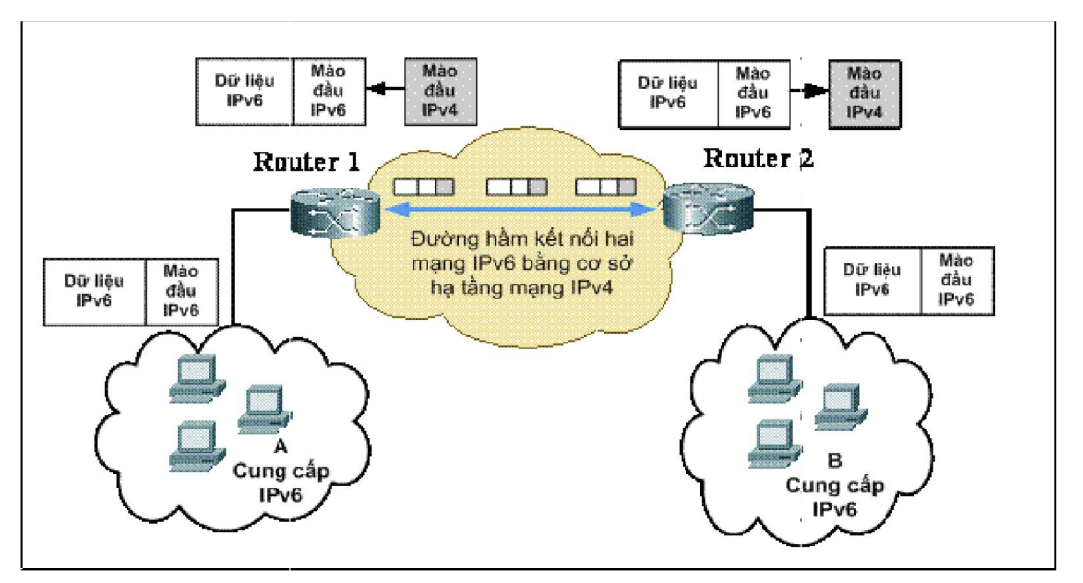 Dữ liệu
IPv6
Mào
đầu
IPv6
Mào
đầu
IPv4
Dữ liệu
IPv6
Mào
đầu
IPv6
Mào
đầu
IPv4
Router 1
Router 2
Đường hầm kết nối hai
mạng IPv6 bằng cơ sở
hạ tầng mạng IPv4
Dữ liệu
IPv6
Mào
đầu
IPv6
Dữ liệu
IPv6
Mào
đầu
IPv6
A
Cung cấp
IPv6
B
Cung cấp
IPv6